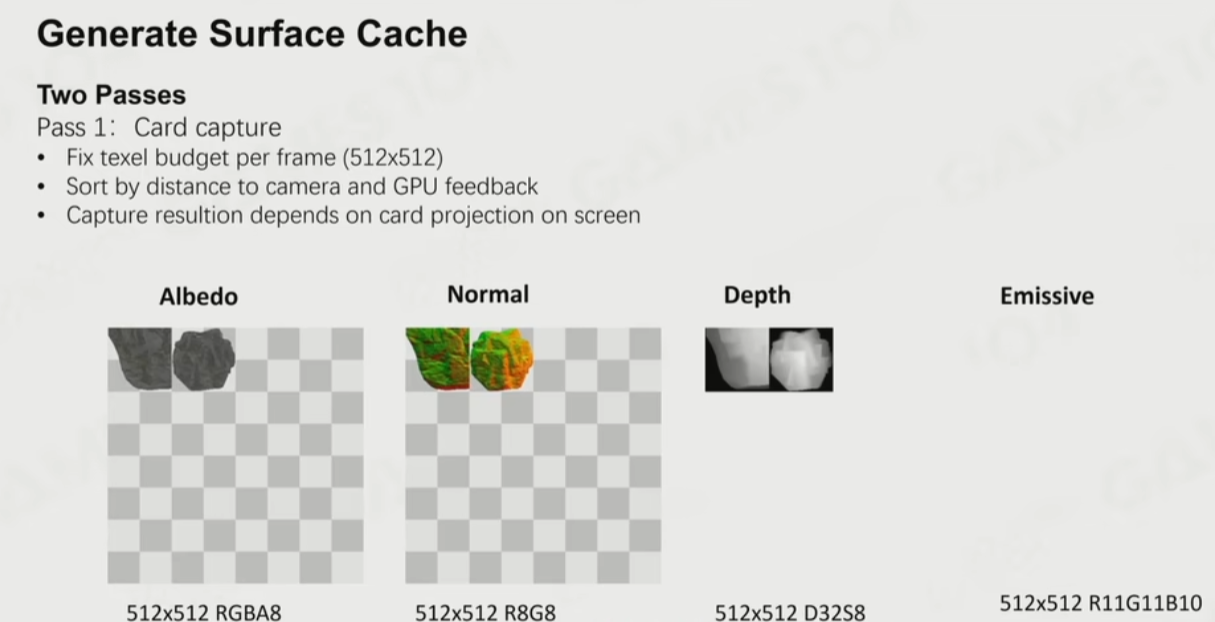 Generate Surface Cache
Two Passes
Pass 1： Card capture
• Fix texel budget per frame (512x512)
• Sort by distance to camera and GPU feedback
• Capture resultion depends on card projection on screen
Albedo
Normal
Depth
Emissive
512x512 RGBA8
512x512 R8G8
512x512 D32S8
512x512 R11G11B10